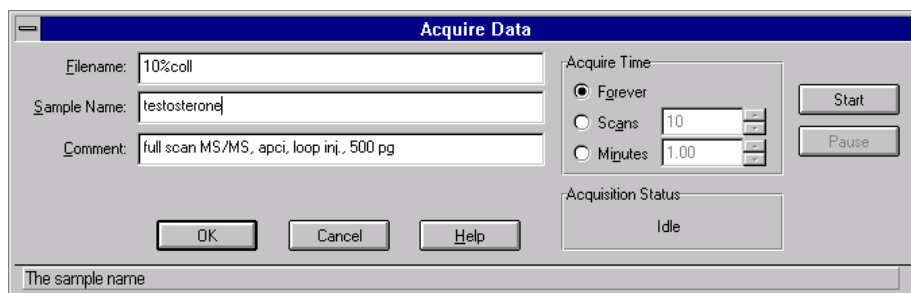 Acquire Data
Filename: 10%coll
Sample Name: testosterone
Comment: full scan MS/MS, apci, loop inj., 500 pg
OK Cancel Help
Acquire Time
Forever
Scans 10
Minutes 1.00
Acquisition Status
Idle
Start
Pause
The sample name